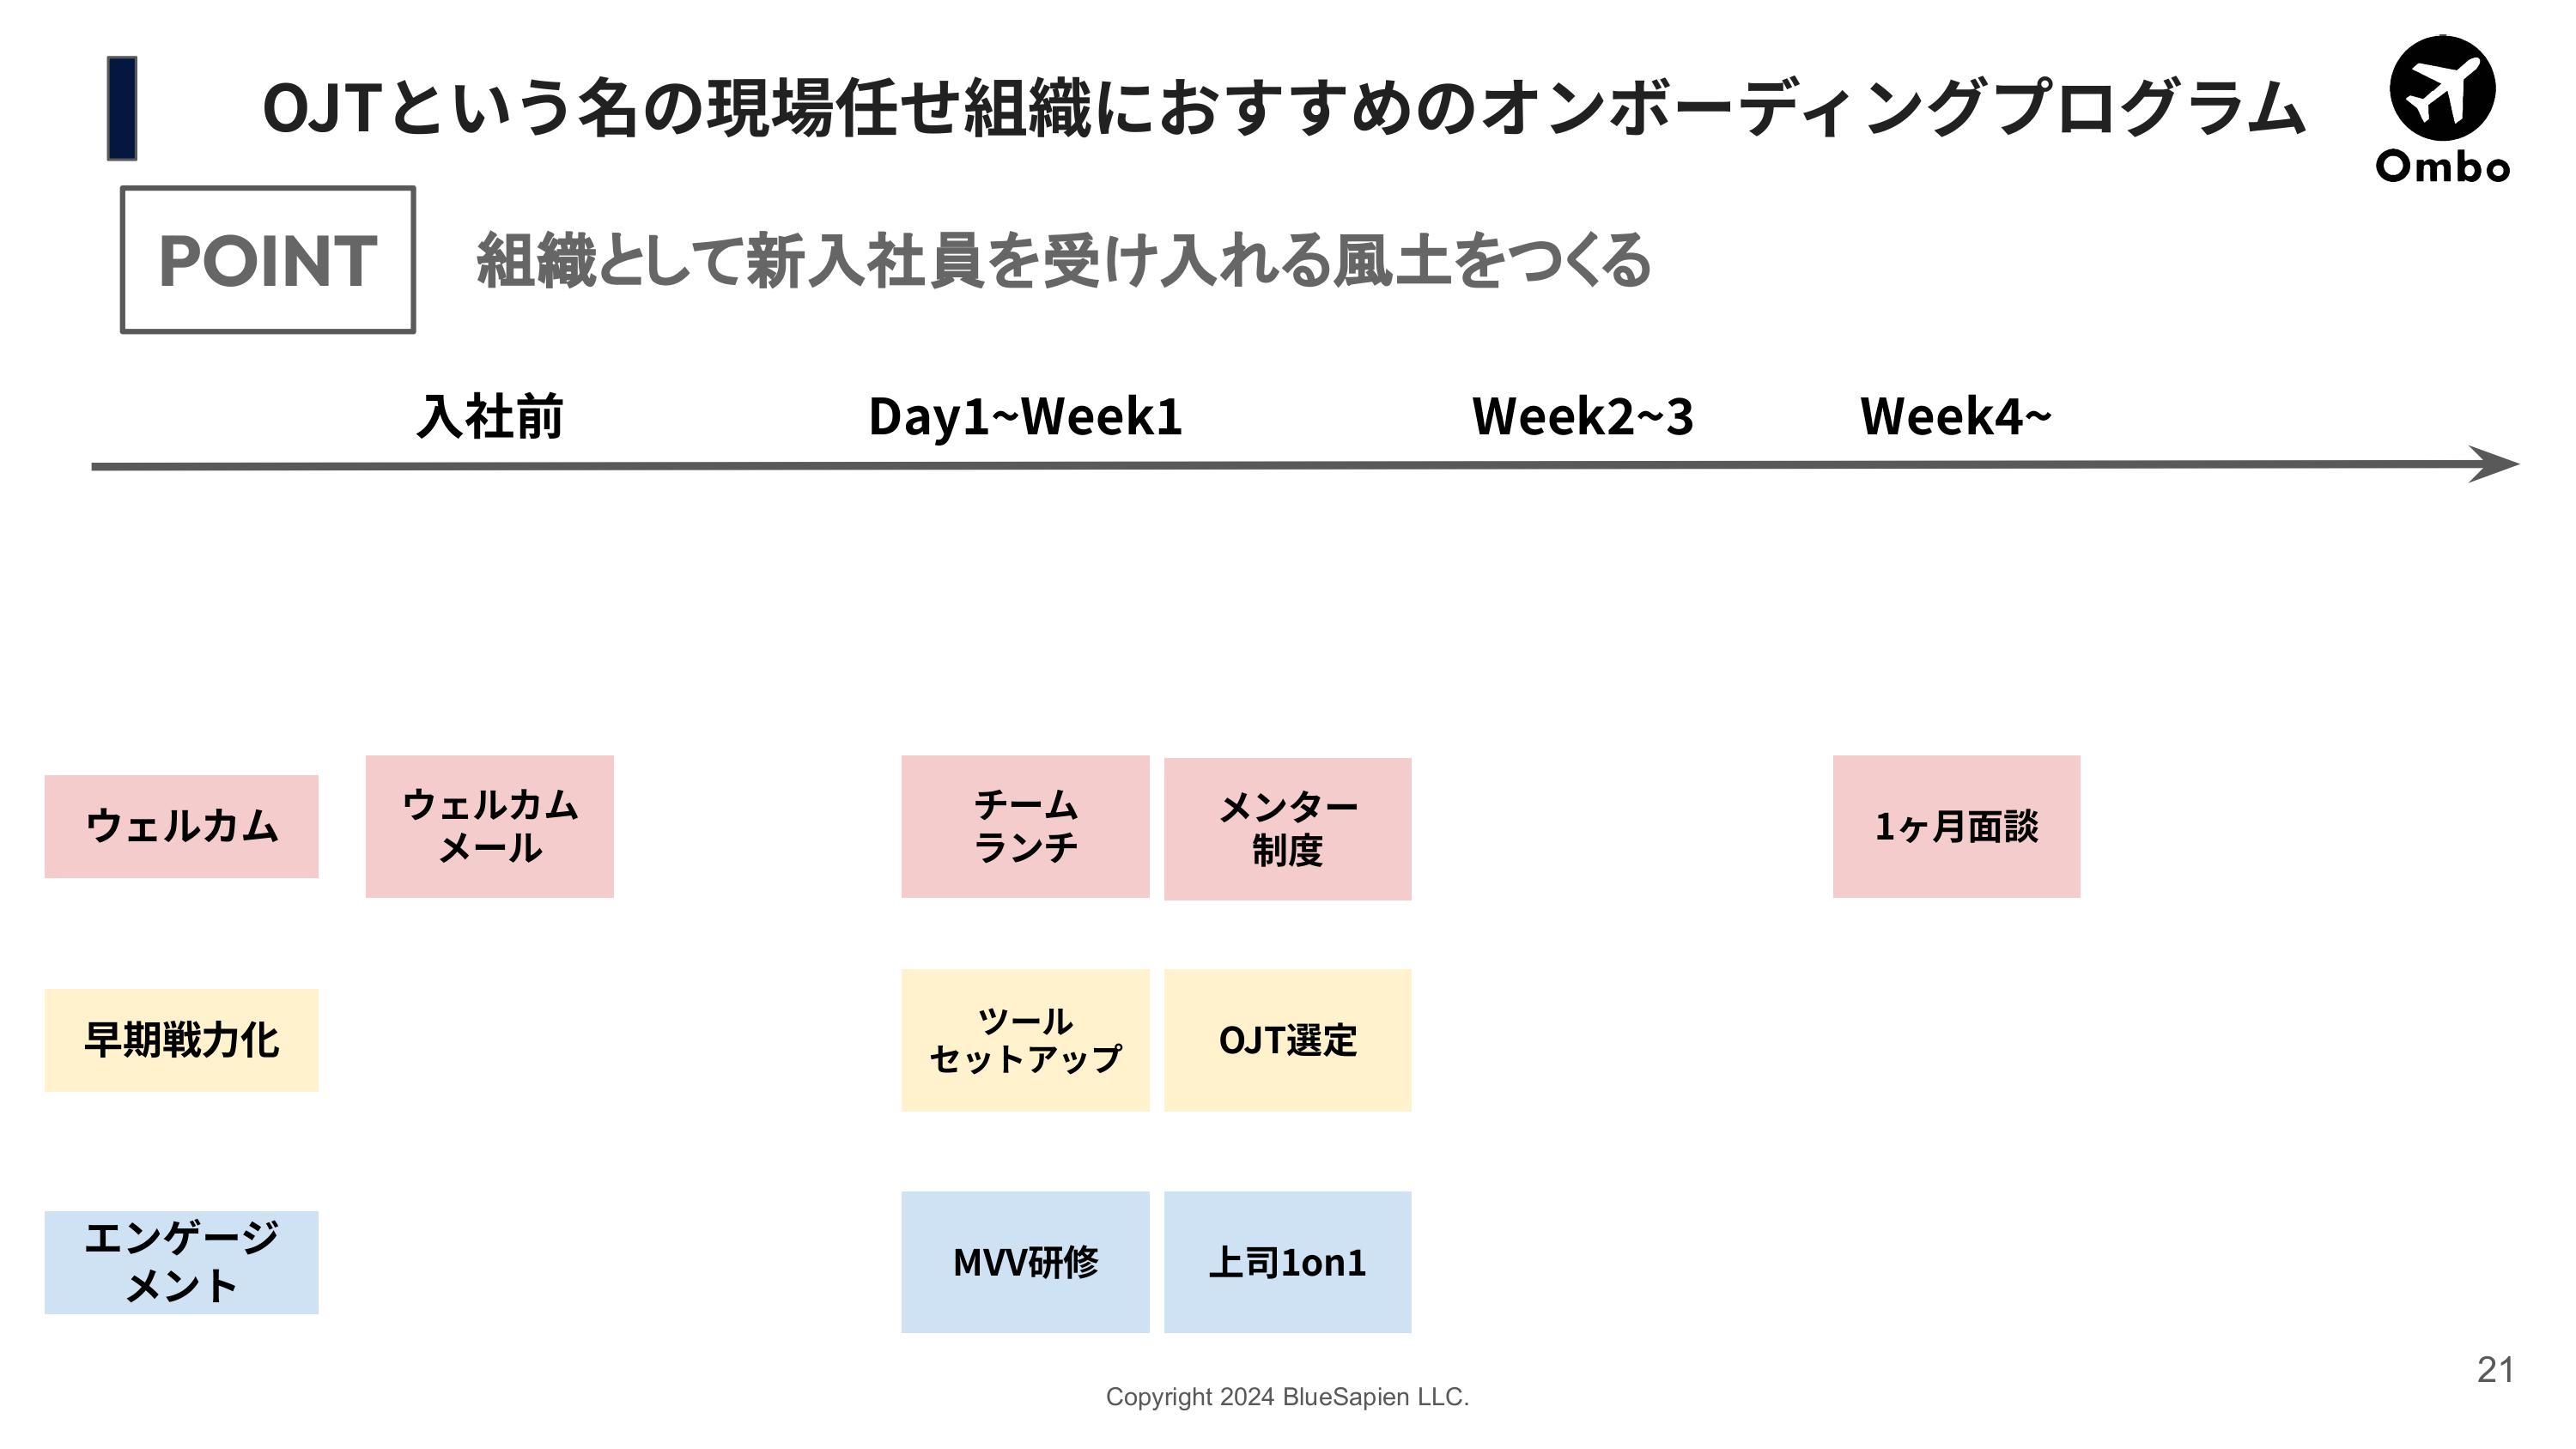 OJTという名の現場任せ組織におすすめのオンボーディングプログラム
Ombo
POINT
組織として新入社員を受け入れる風土をつくる
入社前
Day1~Week1
Week2~3
Week4~
ウェルカム
ウェルカム
メール
チーム
ランチ
メンター
制度
1ヶ月面談
早期戦力化
ツール
セットアップ
OJT選定
エンゲージ
メント
MVV研修
上司1on1
21
Copyright 2024 BlueSapien LLC.